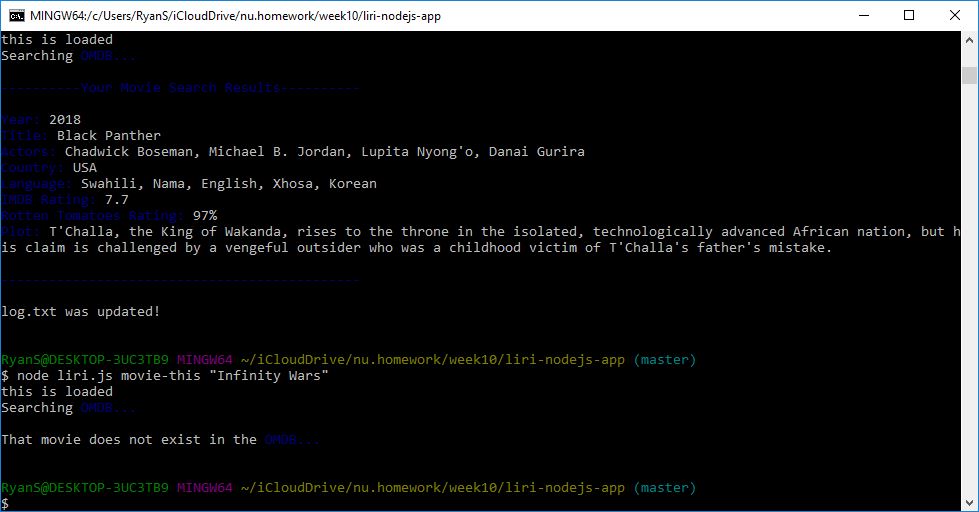 MINGW64:/c/Users/RyanS/iCloudDrive/nu.homework/week10/liri-nodejs-app
this is loaded
Searching OMDB...
----------Your Movie Search Results----------
Year: 2018
Title: Black Panther
Actors: Chadwick Boseman, Michael B. Jordan, Lupita Nyong'o, Danai Gurira
Country: USA
Language: Swahili, Nama, English, Xhosa, Korean
IMDB Rating: 7.7
Rotten Tomatoes Rating: 97%
Plot: T'Challa, the King of Wakanda, rises to the throne in the isolated, technologically advanced African nation, but h
is claim is challenged by a vengeful outsider who was a childhood victim of T'Challa's father's mistake.
---------------------------------------------
log.txt was updated!
RyanS@DESKTOP-3UC3TB9 MINGW64 ~/iCloudDrive/nu.homework/week10/liri-nodejs-app (master)
$ node liri.js movie-this "Infinity Wars"
this is loaded
Searching OMDB...
That movie does not exist in the OMDB...
RyanS@DESKTOP-3UC3TB9 MINGW64 ~/iCloudDrive/nu.homework/week10/liri-nodejs-app (master)
$